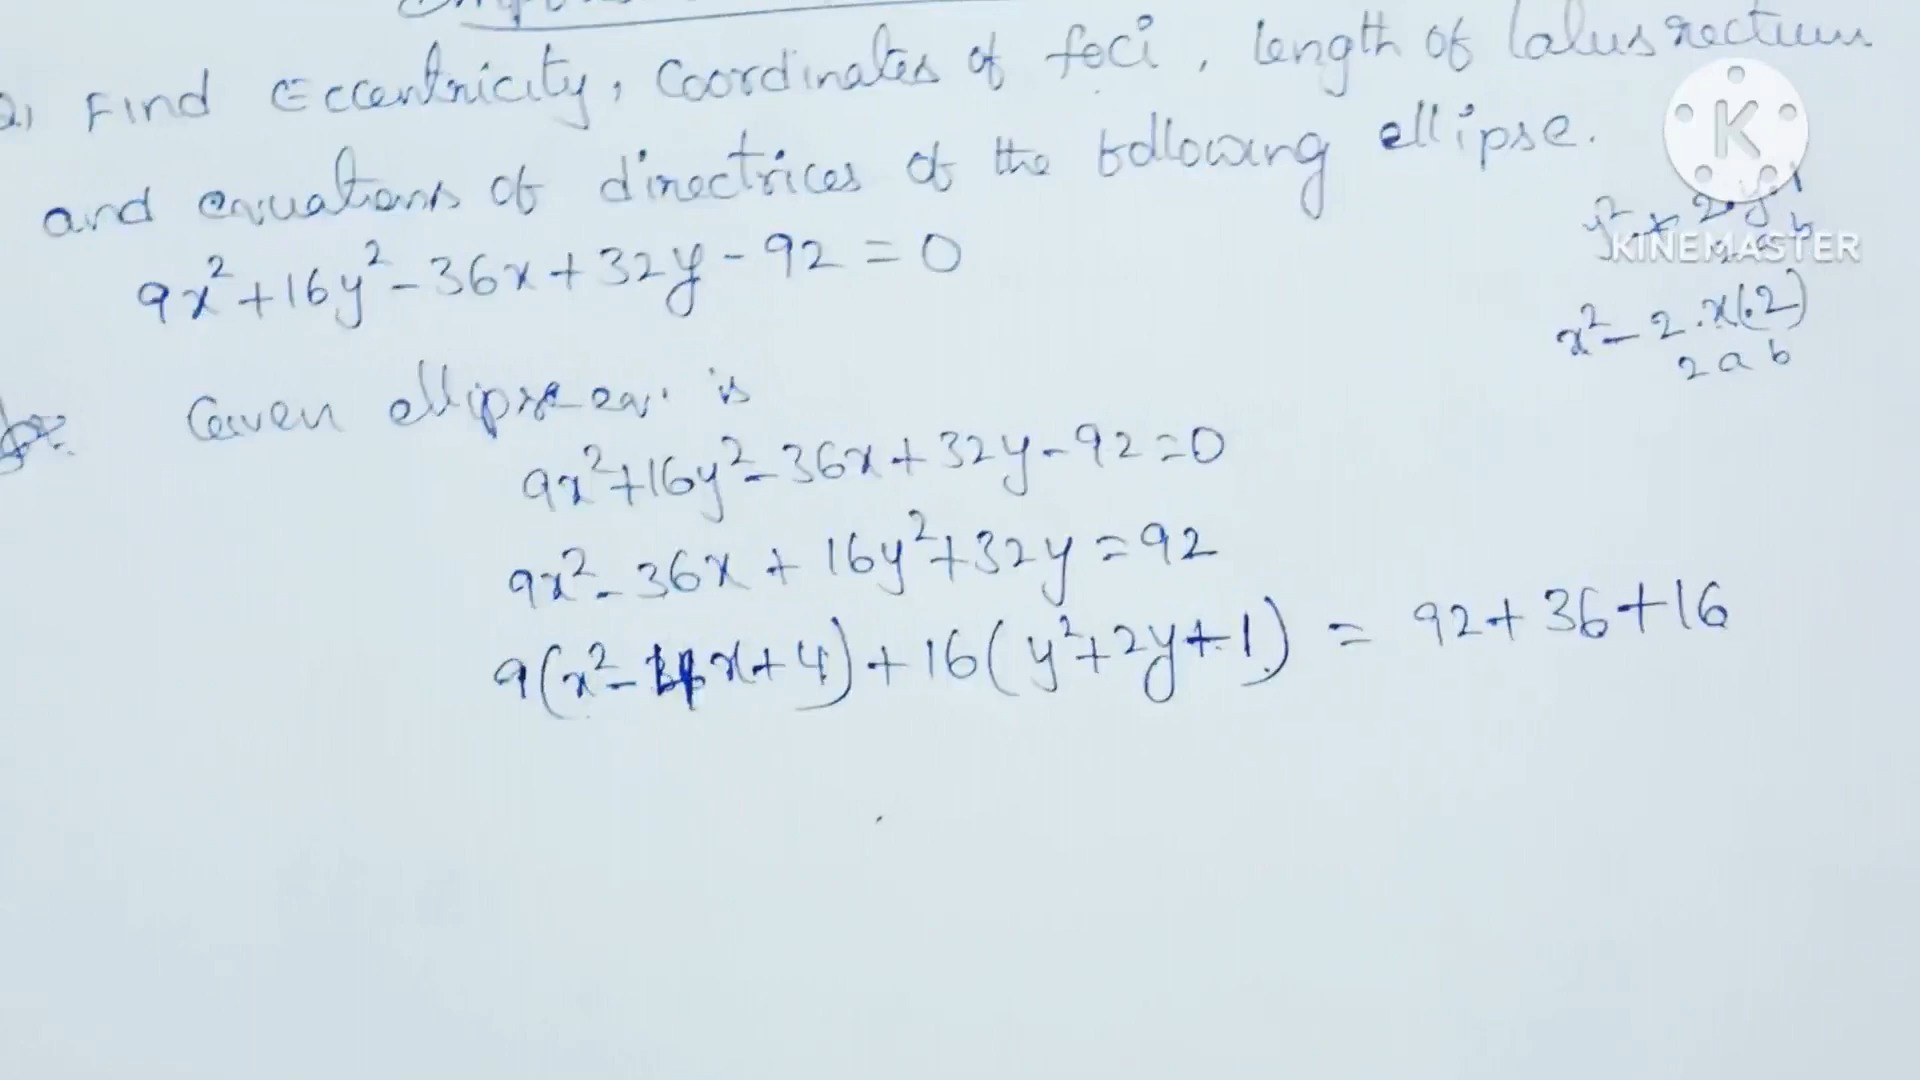 Find Eccentricity, Coordinates of foci, length of latus rectum
and equations of directrices of the following ellipse.
9x²+16y²-36x+32y-92=0
K
KINEMASTER
x²-2.x(.2)
2 a b
Given ellipse eq. is
9x²+16y²-36x+32y-92=0
9x²-36x+16y²+32y=92
9(x²-4x+4)+16(y²+2y+1) = 92+36+16